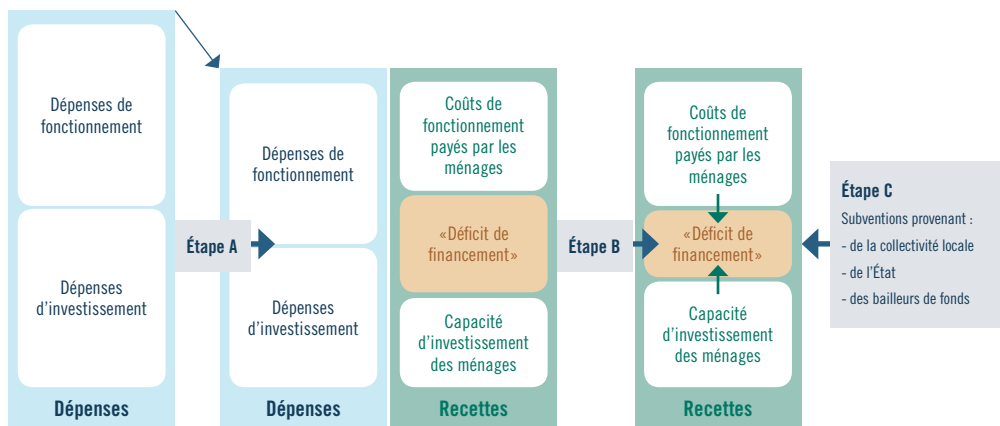 Dépenses de
fonctionnement
Dépenses
d'investissement
Dépenses
Étape A
Dépenses de
fonctionnement
Dépenses
d'investissement
Dépenses
Coûts de
fonctionnement
payés par les
ménages
«Déficit de
financement»
Capacité
d'investissement
des ménages
Recettes
Étape B
Coûts de
fonctionnement
payés par les
ménages
«Déficit de
financement»
Capacité
d'investissement
des ménages
Recettes
Étape C
Subventions provenant :
- de la collectivité locale
- de l'État
- des bailleurs de fonds